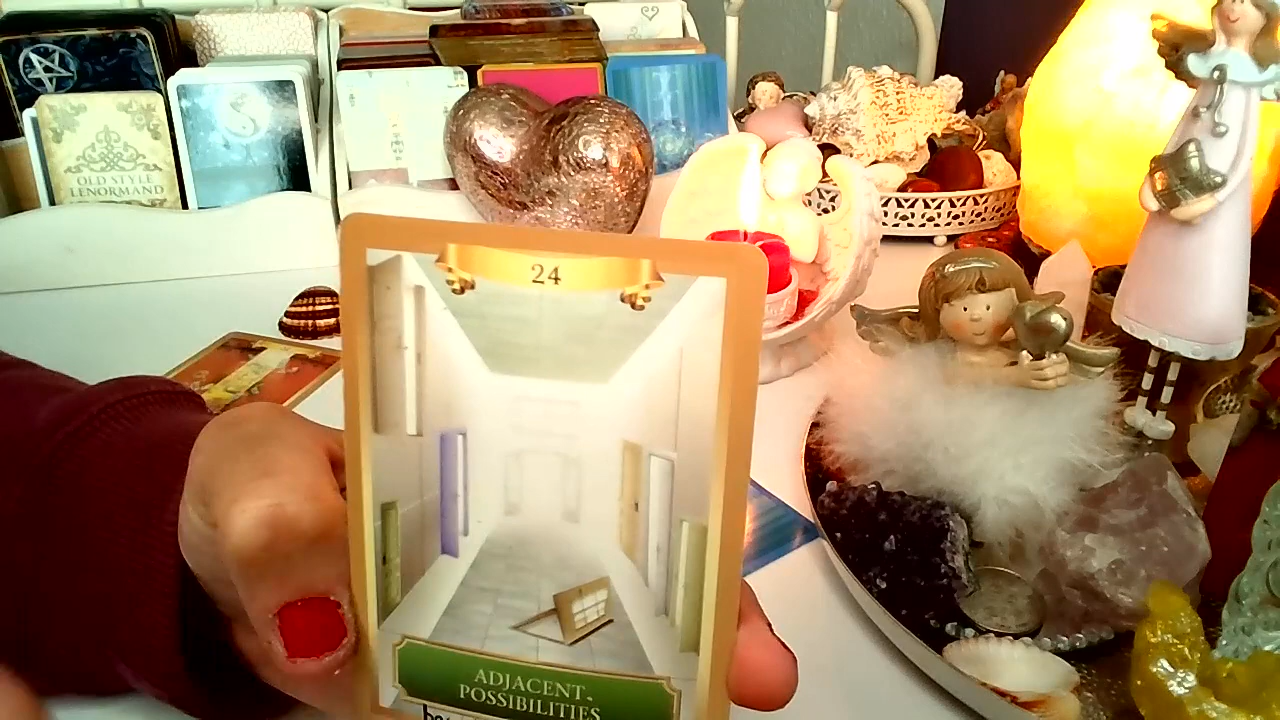 OLD STYLE
LENORMAND
24
ADJACENT
POSSIBILITIES